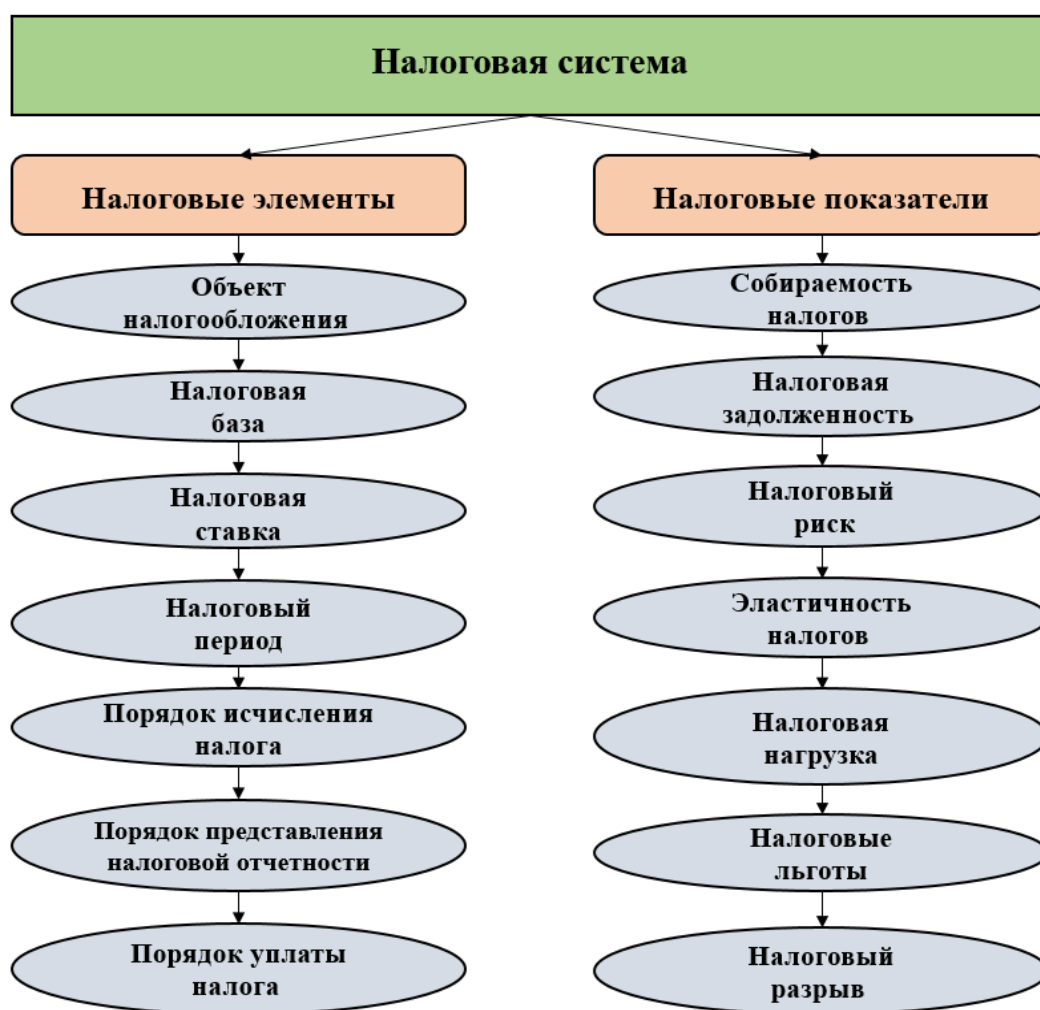 Налоговая система
Налоговые элементы
Объект
налогообложения
Налоговая
база
Налоговая
ставка
Налоговый
период
Порядок исчисления
налога
Порядок представления
налоговой отчетности
Порядок уплаты
налога
Налоговые показатели
Собираемость
налогов
Налоговая
задолженность
Налоговый
риск
Эластичность
налогов
Налоговая
нагрузка
Налоговые
льготы
Налоговый
разрыв